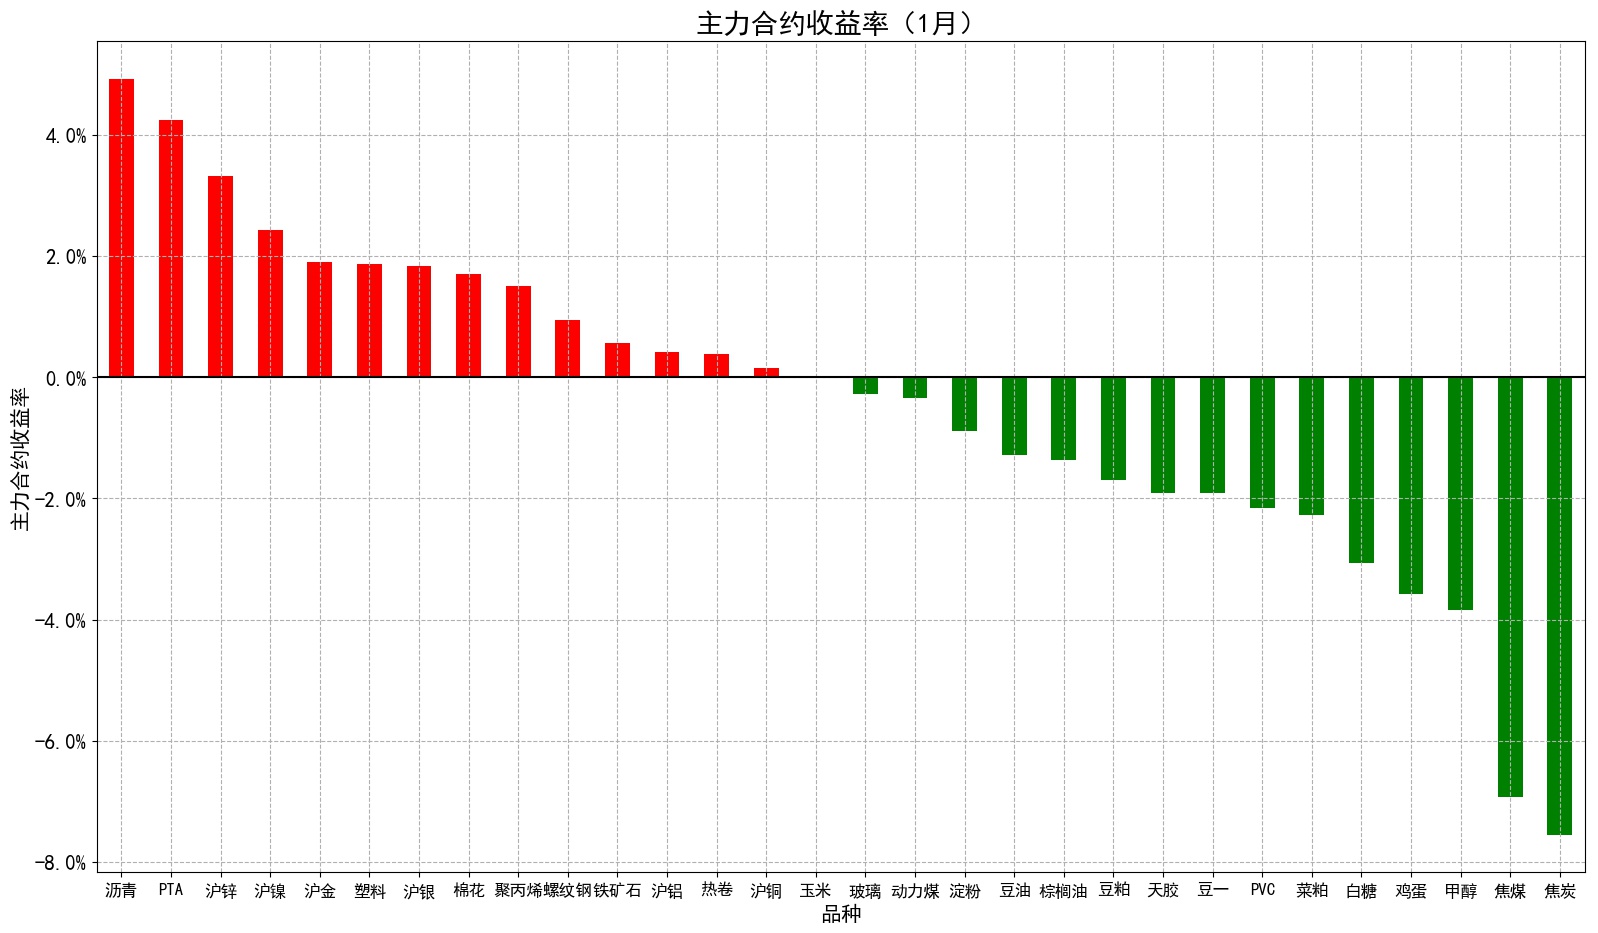 主力合约收益率（1月）
主力合约收益率
4.0%
2.0%
0.0%
−2.0%
−4.0%
−6.0%
−8.0%
沥青 PTA 沪锌 沪镍 沪金 塑料 沪银 棉花 聚丙烯 螺纹钢 铁矿石 沪铝 热卷 沪铜 玉米 玻璃 动力煤 淀粉 豆油 棕榈油 豆粕 天胶 豆一 PVC 菜粕 白糖 鸡蛋 甲醇 焦煤 焦炭
品种